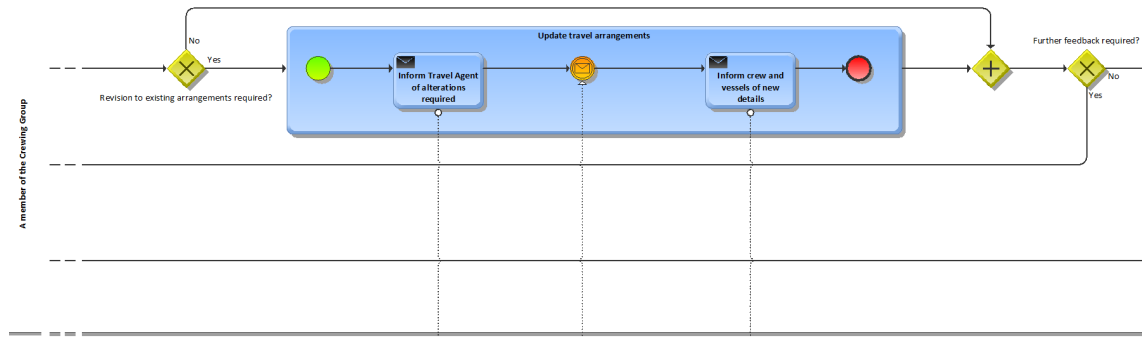 No
Yes
Revision to existing arrangements required?
Update travel arrangements
Inform Travel Agent
of alterations
required
Inform crew and
vessels of new
details
Further feedback required?
No
Yes
A member of the Crewing Group